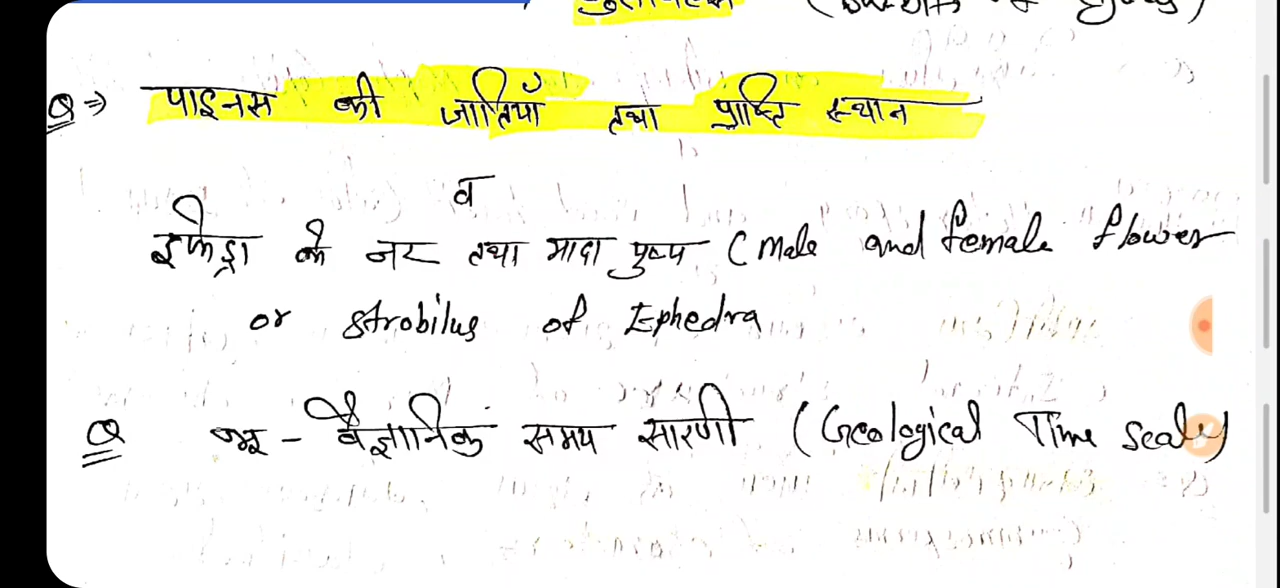 Q ⇒ पाइनस की जातियाँ तथा प्राप्ति स्थान
व
इफेड्रा के नर तथा मादा पुष्प (Male and female flower
or strobilus of Ephedra
Q भू - वैज्ञानिक समय सारणी (Geological Time Scale)